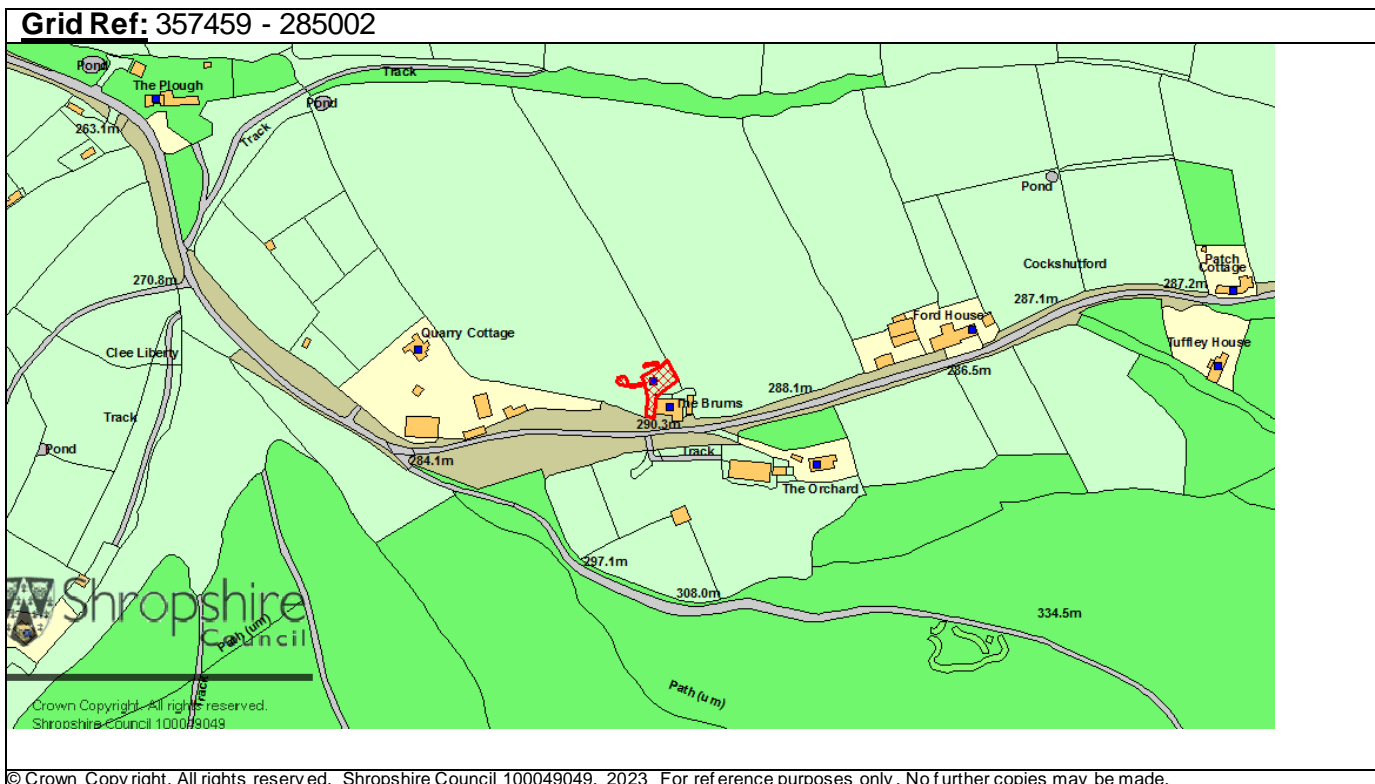 Grid Ref: 357459 - 285002
Pond
Track
The Plough
Pond
263.1m
Track
Pond
Cockshutford
Patch
Cottage
270.8m
287.2m
287.1m
Ford House
Quarry Cottage
Tuffley House
Clee Liberty
286.5m
288.1m
The Brums
Track
290.3m
Pond
Track
284.1m
The Orchard
297.1m
308.0m
334.5m
Shropshire
Council
Path (um)
Track
Path (um)
Crown Copyright. All rights reserved.
Shropshire Council 100049049
© Crown Copyright. All rights reserved. Shropshire Council 100049049. 2023 For reference purposes only. No further copies may be made.